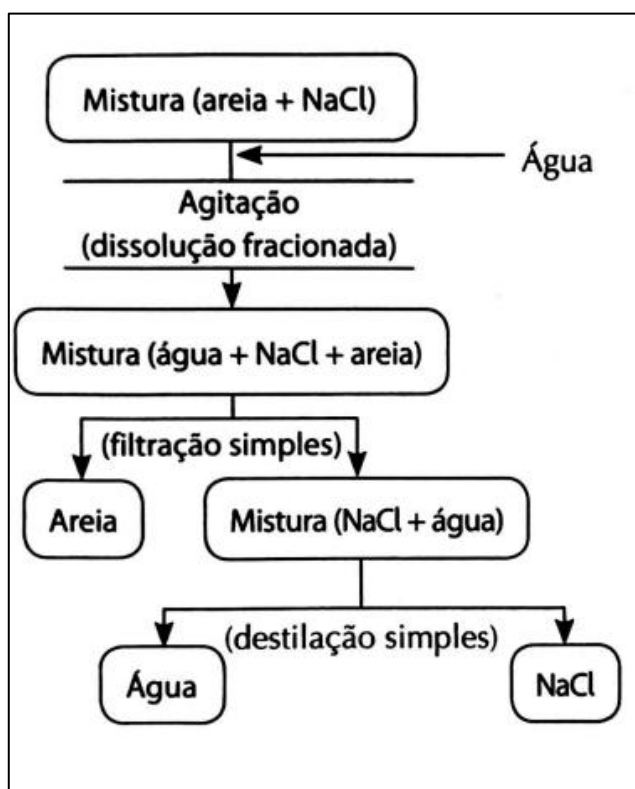 Mistura (areia + NaCl)
Água
Agitação
(dissolução fracionada)
Mistura (água + NaCl + areia)
(filtração simples)
Areia
Mistura (NaCl + água)
(destilação simples)
Água
NaCl